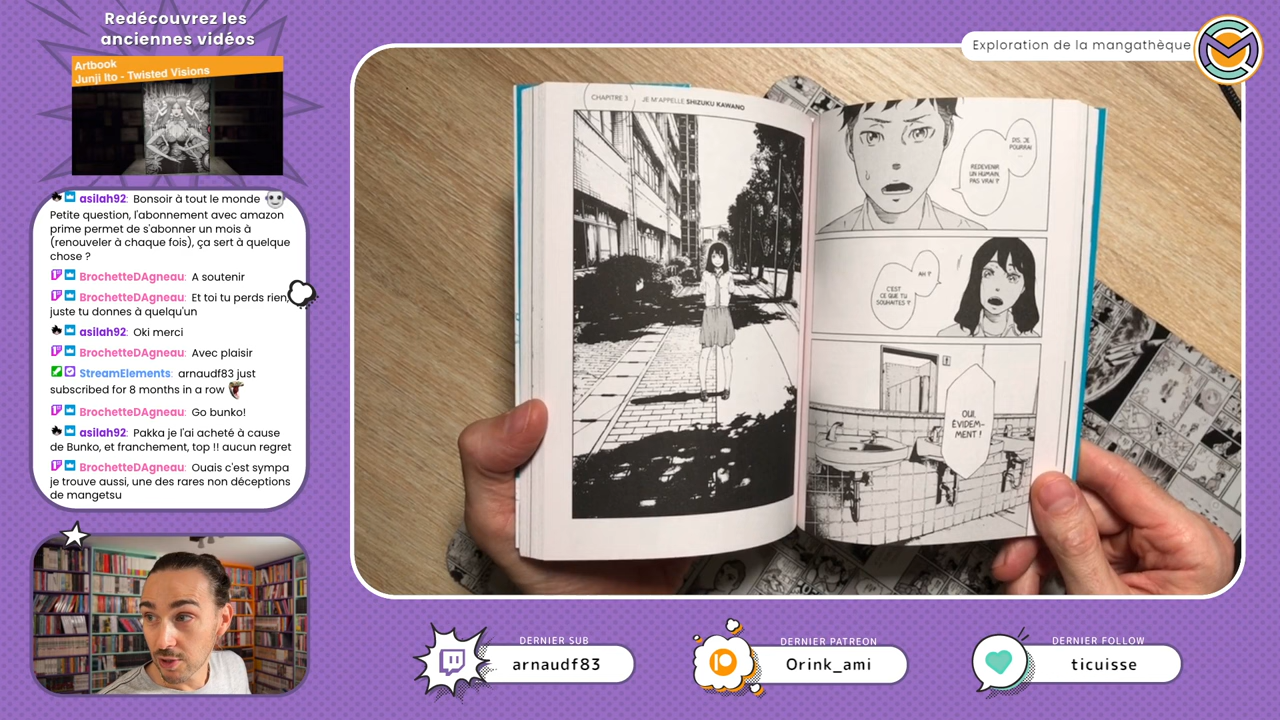 Redécouvrez les
anciennes vidéos
Artbook
Junji Ito - Twisted Visions
asilah92: Bonsoir à tout le monde
Petite question, l'abonnement avec amazon
prime permet de s'abonner un mois à
(renouveler à chaque fois), ça sert à quelque
chose ?
BrochetteDAgneau: A soutenir
BrochetteDAgneau: Et toi tu perds rien,
juste tu donnes à quelqu'un
asilah92: Oki merci
BrochetteDAgneau: Avec plaisir
StreamElements: arnaudf83 just
subscribed for 8 months in a row
BrochetteDAgneau: Go bunko!
asilah92: Pakka je l'ai acheté à cause
de Bunko, et franchement, top !! aucun regret
BrochetteDAgneau: Ouais c'est sympa
je trouve aussi, une des rares non déceptions
de mangetsu
Exploration de la mangathèque
CHAPITRE 3 JE M'APPELLE SHIZUKU KAWANO
DIS, JE
POURRAI
REDEVENIR
UN HUMAIN,
PAS VRAI ?
AH ?
C'EST
CE QUE TU
SOUHAITES ?
OUI,
ÉVIDEM-
MENT !
DERNIER SUB
arnaudf83
DERNIER PATREON
Orink_ami
DERNIER FOLLOW
ticuisse